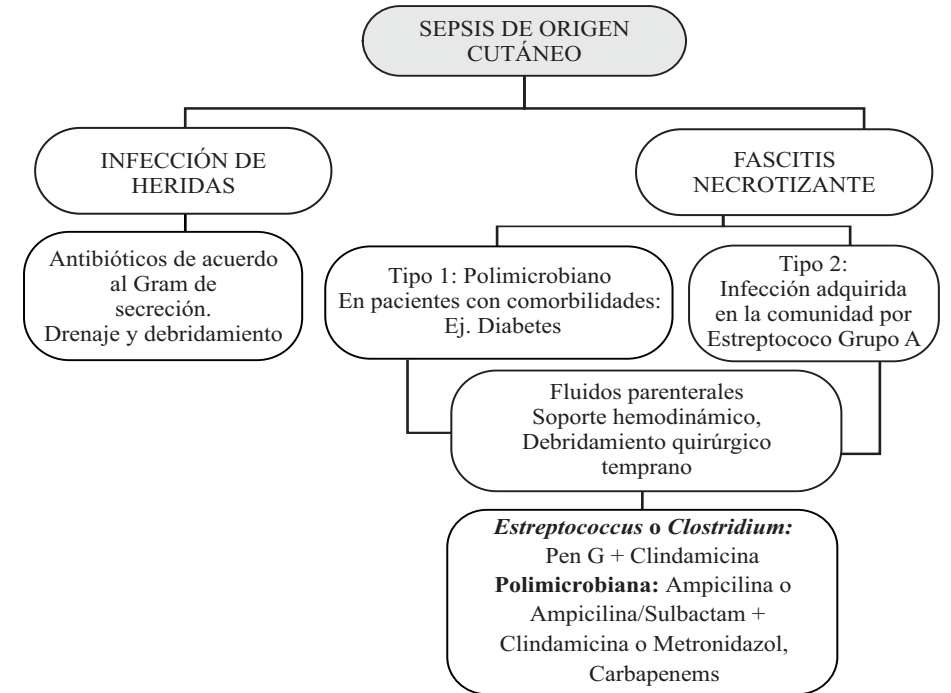 SEPSIS DE ORIGEN
CUTÁNEO
INFECCIÓN DE
HERIDAS
FASCITIS
NECROTIZANTE
Antibióticos de acuerdo
al Gram de
secreción.
Drenaje y debridamiento
Tipo 1: Polimicrobiano
En pacientes con comorbilidades:
Ej. Diabetes
Tipo 2:
Infección adquirida
en la comunidad por
Estreptococo Grupo A
Fluidos parenterales
Soporte hemodinámico,
Debridamiento quirúrgico
temprano
Estreptococcus o Clostridium:
Pen G + Clindamicina
Polimicrobiana: Ampicilina o
Ampicilina/Sulbactam +
Clindamicina o Metronidazol,
Carbapenems